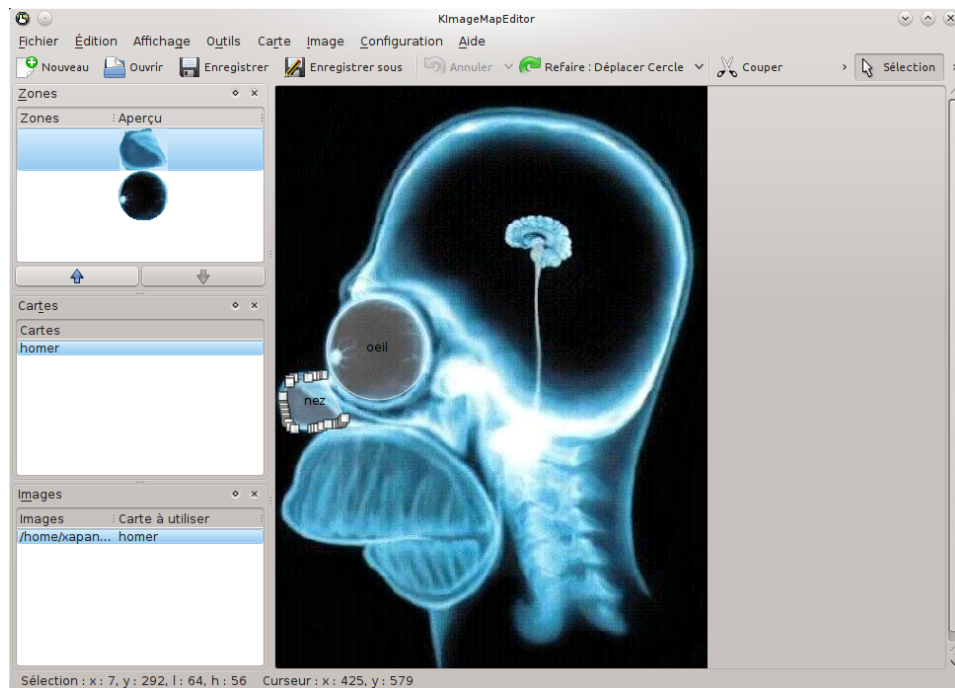 KImageMapEditor
Fichier Édition Affichage Outils Carte Image Configuration Aide
Nouveau Ouvrir Enregistrer Enregistrer sous Annuler Refaire : Déplacer Cercle Couper Sélection
Zones
Zones Aperçu
Cartes
Cartes
homer
Images
Images Carte à utiliser
/home/xapan... homer
oeil
nez
Sélection : x : 7, y : 292, l : 64, h : 56 Curseur : x : 425, y : 579